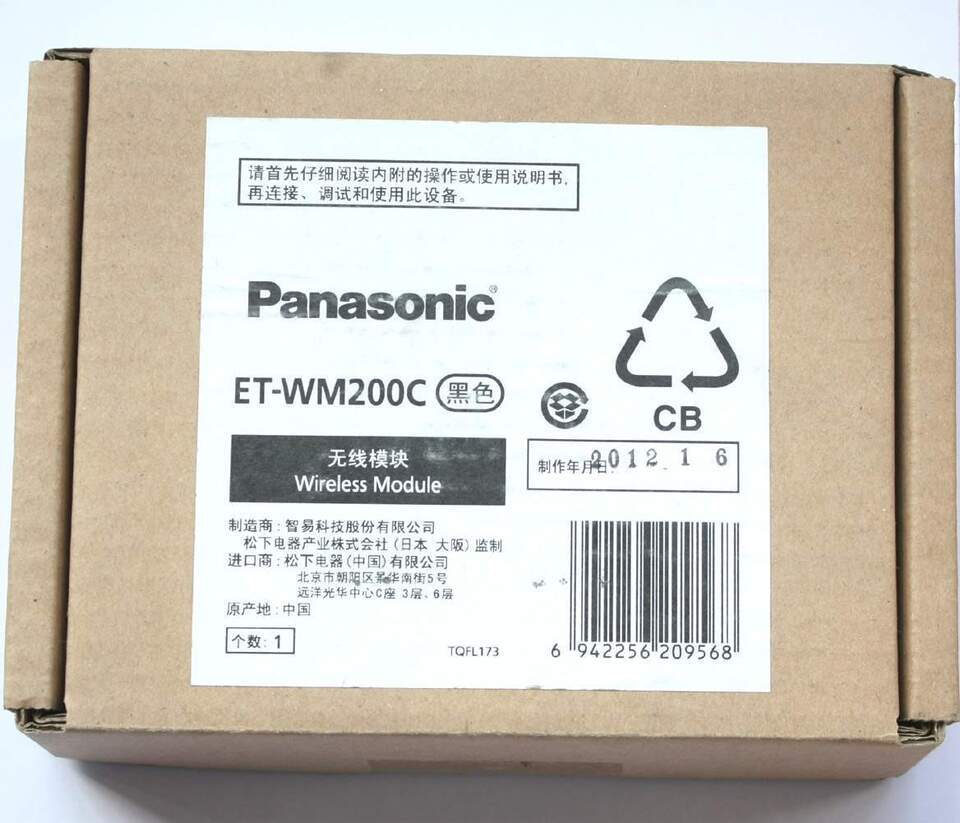 请首先仔细阅读内附的操作或使用说明书,
再连接、调试和使用此设备。
Panasonic®
ET-WM200C 黑色
CB
无线模块
Wireless Module
制作年月日: 2012 1 6
制造商:智易科技股份有限公司
松下电器产业株式会社(日本 大阪)监制
进口商:松下电器(中国)有限公司
北京市朝阳区景华南街5号
远洋光华中心C座 3层、6层
原产地:中国
个数:1
TQFL173
6 942256 209568